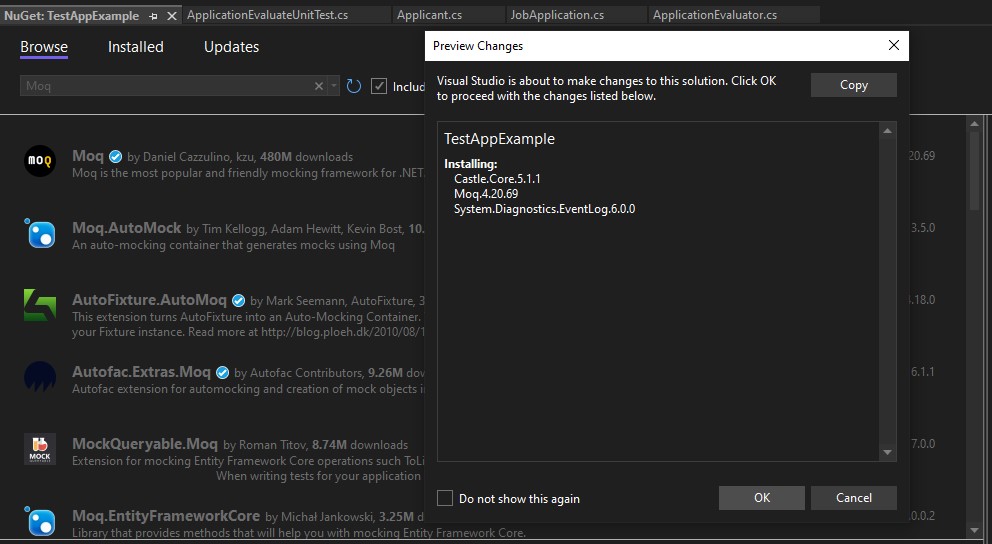 NuGet: TestAppExample
ApplicationEvaluateUnitTest.cs
Applicant.cs
JobApplication.cs
ApplicationEvaluator.cs
Browse
Installed
Updates
Moq
Includ
Preview Changes
Visual Studio is about to make changes to this solution. Click OK
to proceed with the changes listed below.
Copy
TestAppExample
Installing:
Castle.Core.5.1.1
Moq.4.20.69
System.Diagnostics.EventLog.6.0.0
Do not show this again
OK
Cancel
MOQ
Moq by Daniel Cazzulino, kzu, 480M downloads
20.69
Moq is the most popular and friendly mocking framework for .NET.
Moq.AutoMock by Tim Kellogg, Adam Hewitt, Kevin Bost, 10.
3.5.0
An auto-mocking container that generates mocks using Moq
AutoFixture.AutoMoq by Mark Seemann, AutoFixture, 3
.18.0
This extension turns AutoFixture into an Auto-Mocking Container.
your Fixture instance. Read more at http://blog.ploeh.dk/2010/08/1
Autofac.Extras.Moq by Autofac Contributors, 9.26M dow
6.1.1
Autofac extension for automocking and creation of mock objects i
MOCK
MockQueryable.Moq by Roman Titov, 8.74M downloads
7.0.0
Extension for mocking Entity Framework Core operations such ToLi
When writing tests for your application
Moq.EntityFrameworkCore by Michał Jankowski, 3.25M d
.0.0.2
Library that provides methods that will help you with mocking Entity Framework Core.